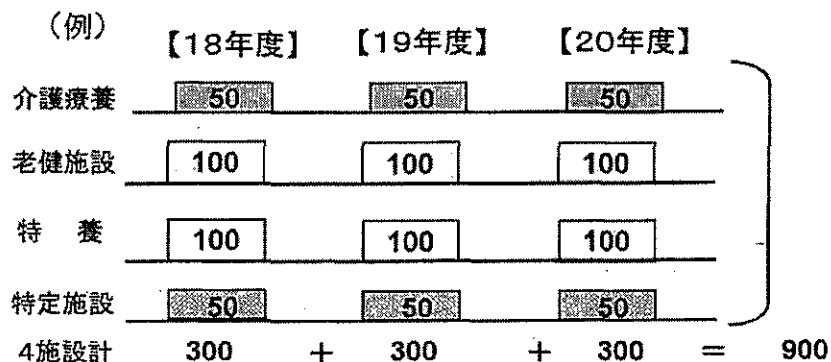 （例）
【18年度】 【19年度】 【20年度】
介護療養 50 50 50
老健施設 100 100 100
特 養 100 100 100
特定施設 50 50 50
4施設計 300 ＋ 300 ＋ 300 ＝ 900